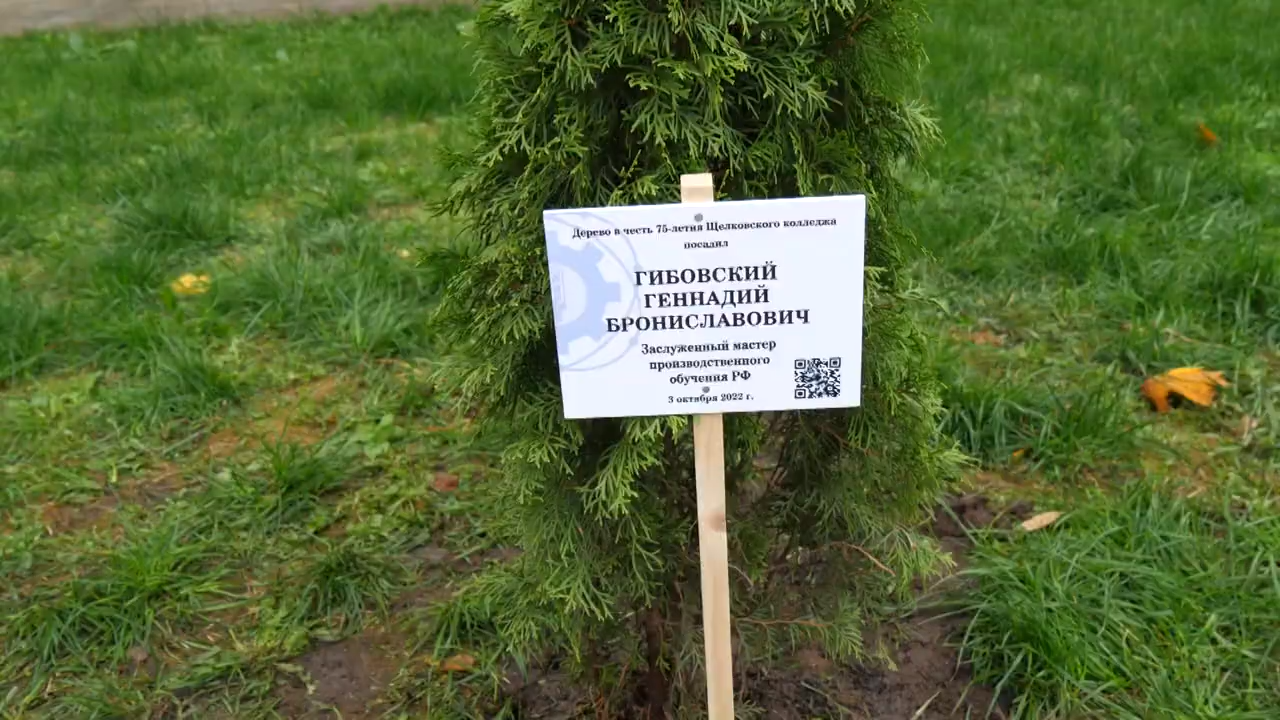 Дерево в честь 75-летия Щелковского колледжа
посадил
ГИБОВСКИЙ
ГЕННАДИЙ
БРОНИСЛАВОВИЧ
Заслуженный мастер
производственного
обучения РФ
3 октября 2022 г.